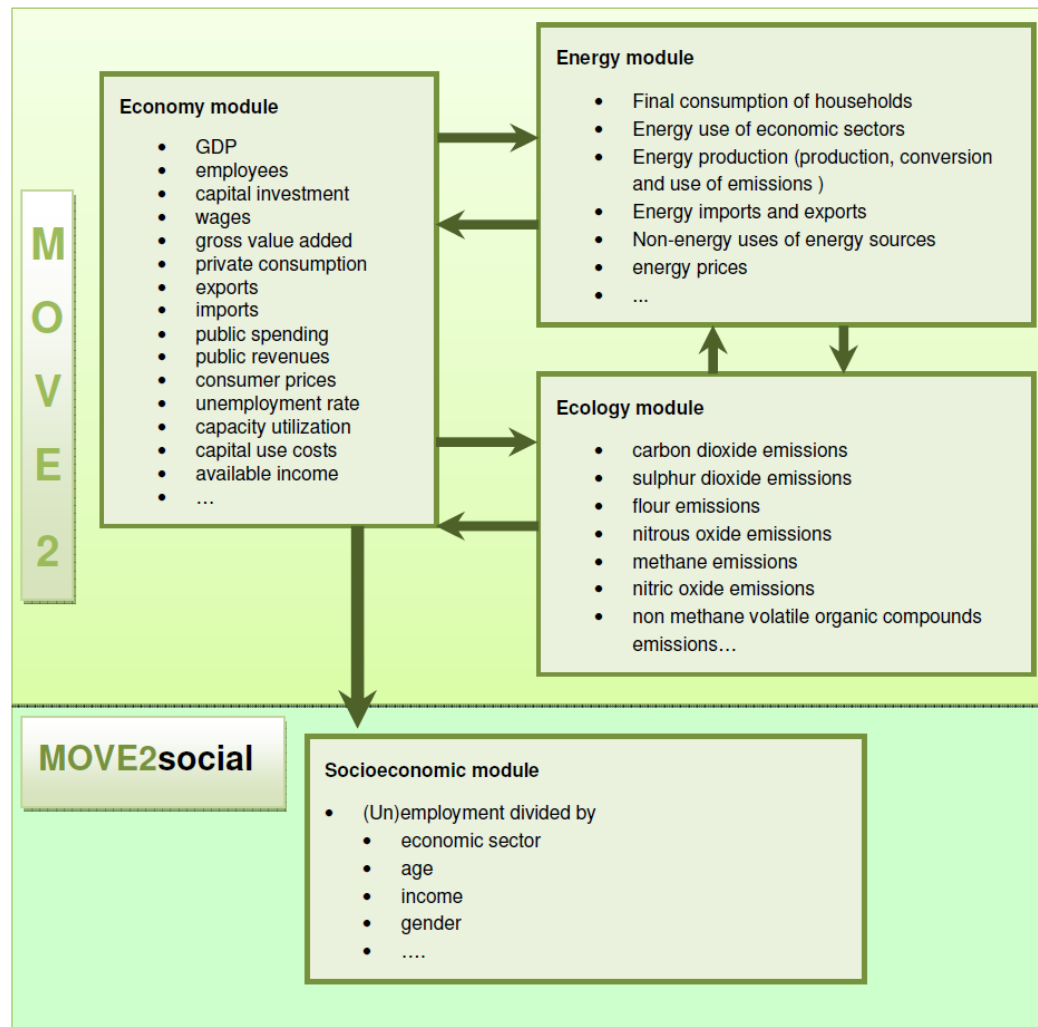 MOVE2
Economy module
• GDP
• employees
• capital investment
• wages
• gross value added
• private consumption
• exports
• imports
• public spending
• public revenues
• consumer prices
• unemployment rate
• capacity utilization
• capital use costs
• available income
• …
Energy module
• Final consumption of households
• Energy use of economic sectors
• Energy production (production, conversion
and use of emissions )
• Energy imports and exports
• Non-energy uses of energy sources
• energy prices
• ...
Ecology module
• carbon dioxide emissions
• sulphur dioxide emissions
• flour emissions
• nitrous oxide emissions
• methane emissions
• nitric oxide emissions
• non methane volatile organic compounds
emissions…
MOVE2social
Socioeconomic module
• (Un)employment divided by
• economic sector
• age
• income
• gender
• ….